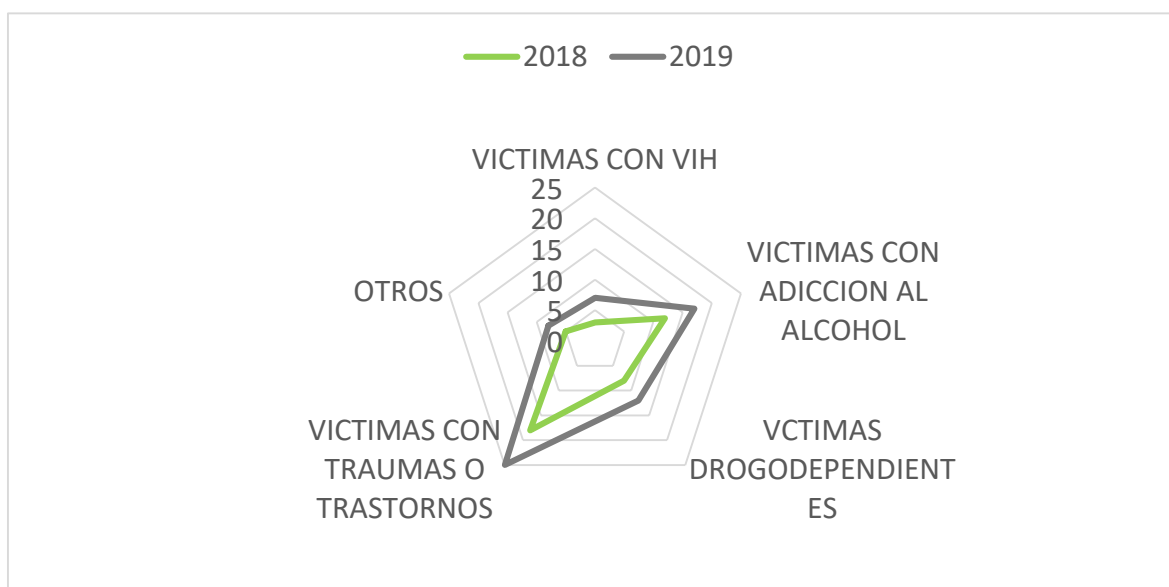 2018 2019
VICTIMAS CON VIH
25
20
15
10
5
0
VICTIMAS CON
ADICCION AL
ALCOHOL
VCTIMAS
DROGODEPENDIENT
ES
VICTIMAS CON
TRAUMAS O
TRASTORNOS
OTROS